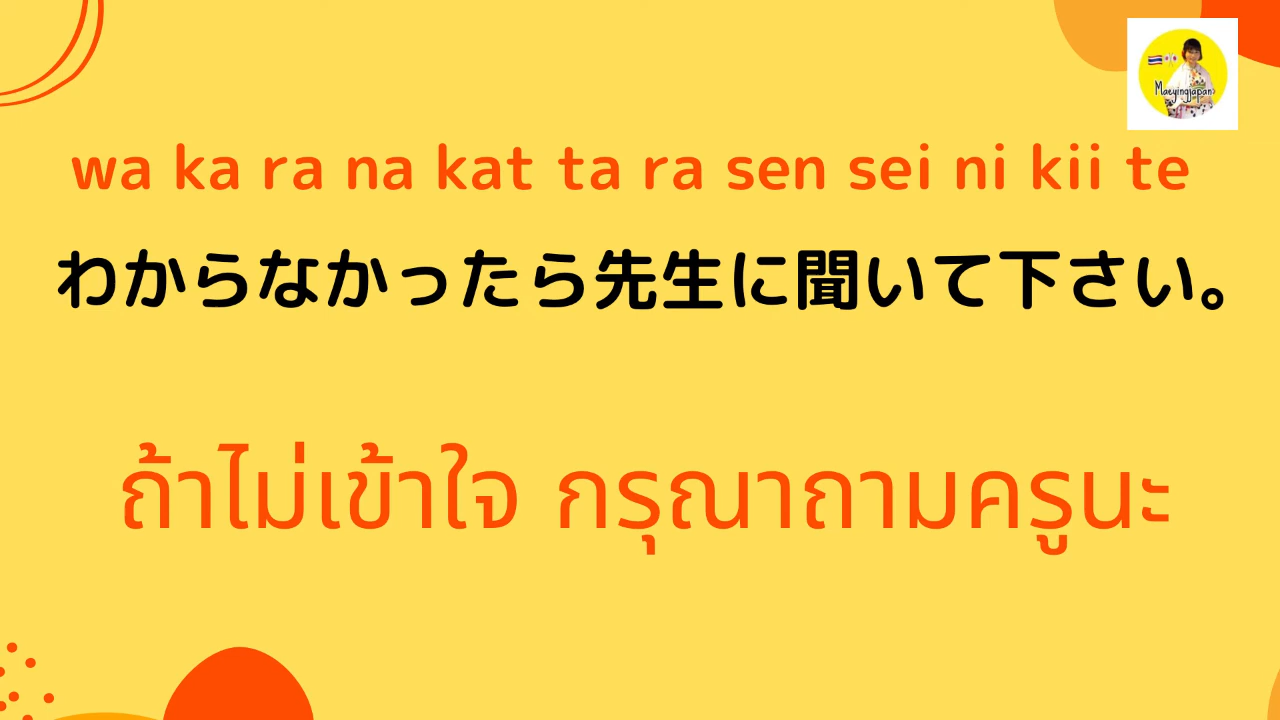 Maeyingjapan
wa ka ra na kat ta ra sen sei ni kii te
わからなかったら先生に聞いて下さい。
ถ้าไม่เข้าใจ กรุณาถามครูนะ